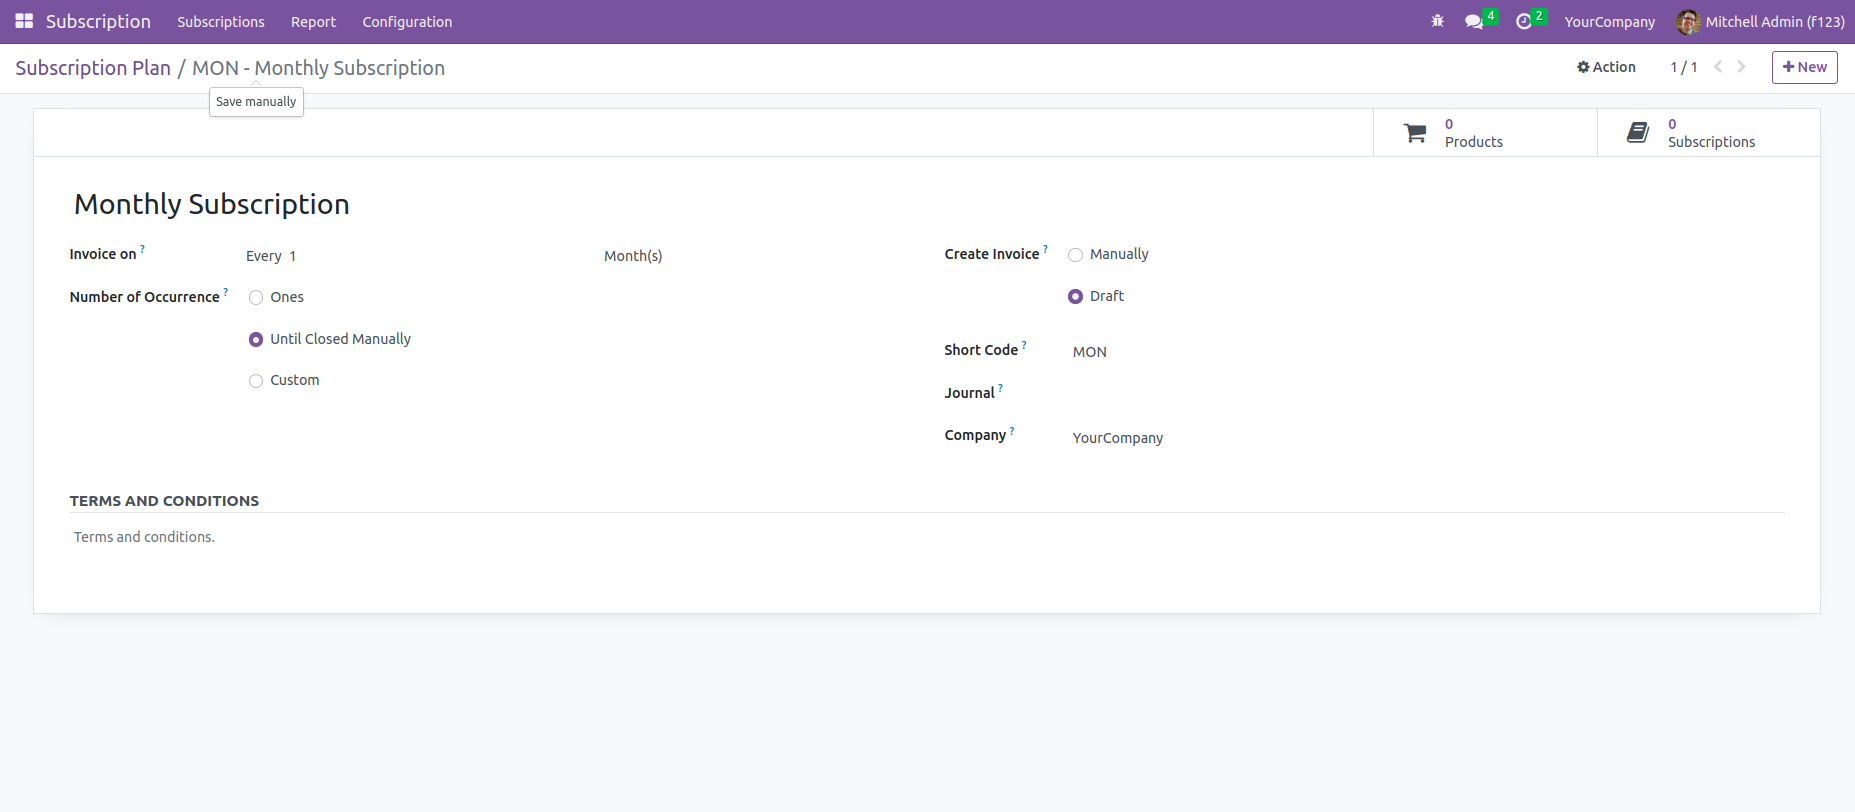 Subscription Subscriptions Report Configuration 4 2 YourCompany Mitchell Admin (f123)
Subscription Plan / MON - Monthly Subscription Action 1 / 1 New
Save manually
0
Products
0
Subscriptions
Monthly Subscription
Invoice on ? Every 1 Month(s)
Number of Occurrence ? Ones
Until Closed Manually
Custom
Create Invoice ? Manually
Draft
Short Code ? MON
Journal ?
Company ? YourCompany
TERMS AND CONDITIONS
Terms and conditions.